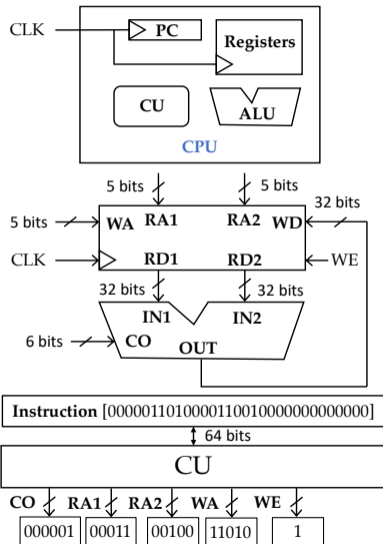 CLK
PC
Registers
CU
ALU
CPU
5 bits
5 bits
32 bits
5 bits
WA RA1 RA2 WD
CLK
RD1 RD2
WE
32 bits
32 bits
IN1 IN2
6 bits
CO
OUT
Instruction [00000110100001100100000000000000]
64 bits
CU
CO RA1 RA2 WA WE
000001 00011 00100 11010 1